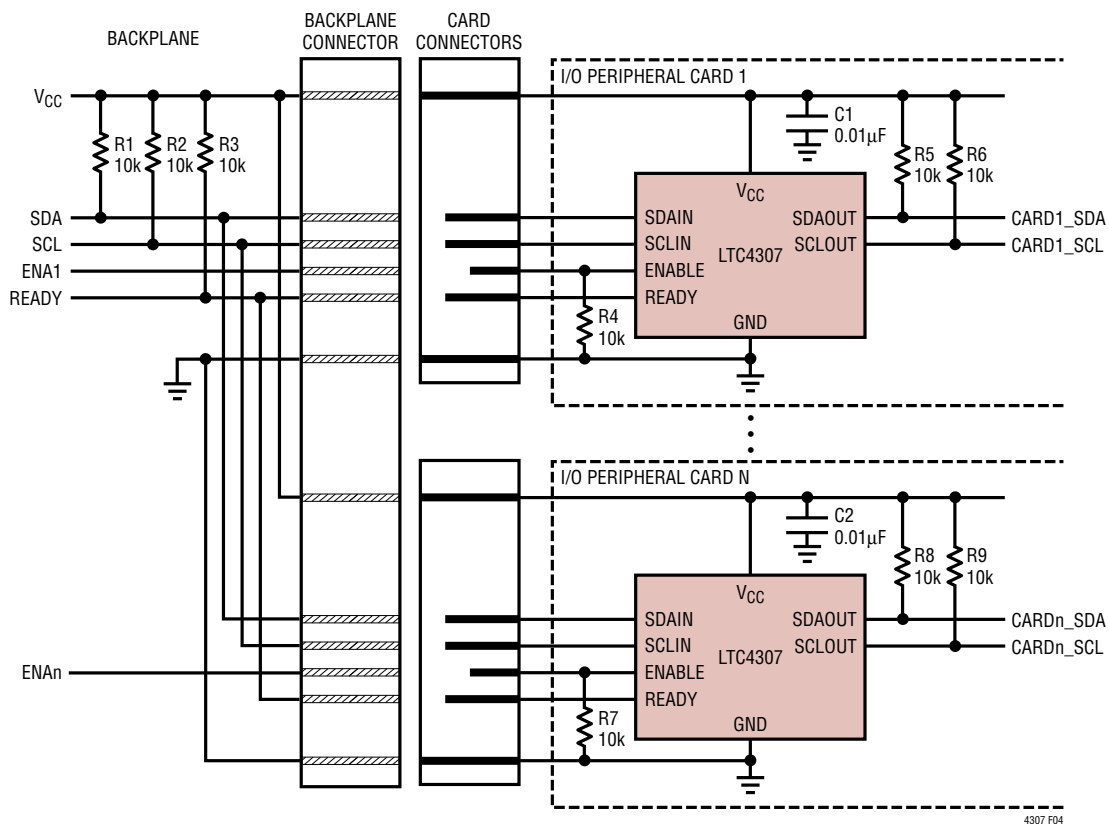 BACKPLANE
BACKPLANE
CONNECTOR
CARD
CONNECTORS
I/O PERIPHERAL CARD 1
VCC
R1
10k
R2
10k
R3
10k
C1
0.01μF
R5
10k
R6
10k
SDA
SCL
ENA1
READY
VCC
SDAIN
SCLIN
ENABLE
READY
LTC4307
SDAOUT
SCLOUT
GND
CARD1_SDA
CARD1_SCL
R4
10k
I/O PERIPHERAL CARD N
C2
0.01μF
R8
10k
R9
10k
VCC
SDAIN
SCLIN
ENABLE
READY
LTC4307
SDAOUT
SCLOUT
GND
CARDn_SDA
CARDn_SCL
ENAn
R7
10k
4307 F04